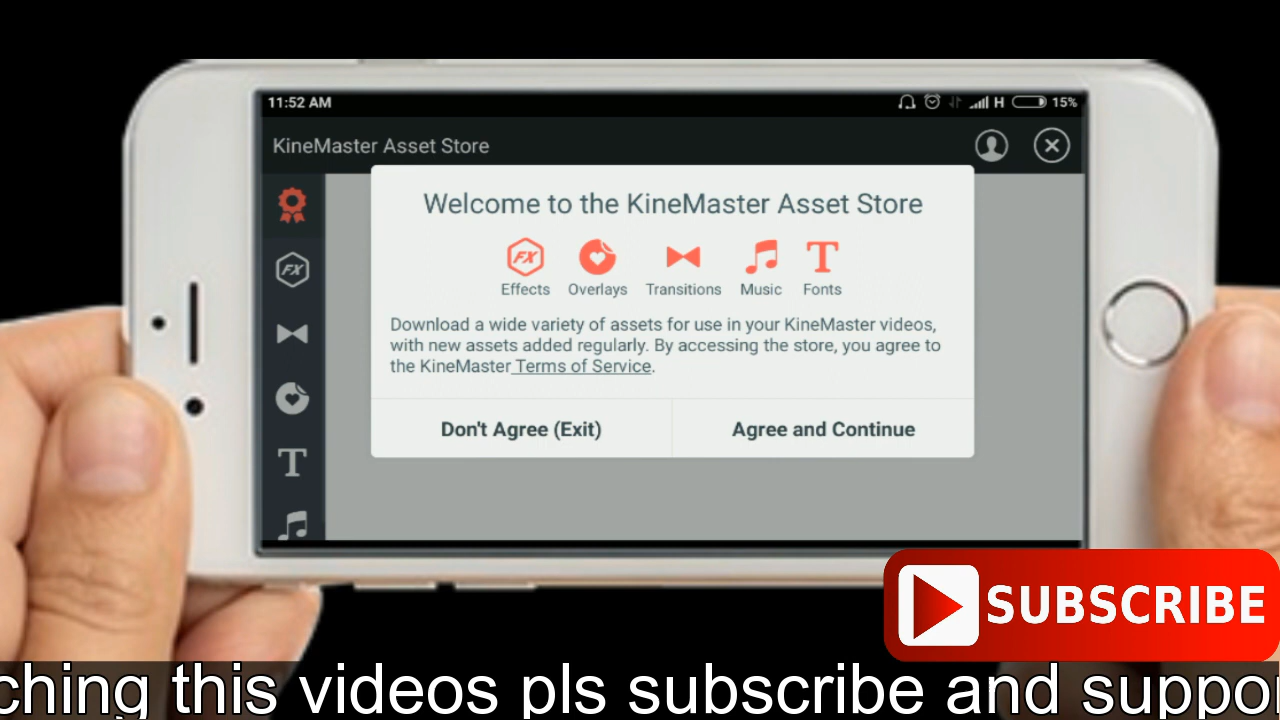 11:52 AM
H
15%
KineMaster Asset Store
Welcome to the KineMaster Asset Store
FX
FX
T
Effects Overlays Transitions Music Fonts
Download a wide variety of assets for use in your KineMaster videos,
with new assets added regularly. By accessing the store, you agree to
the KineMaster Terms of Service.
Don't Agree (Exit) Agree and Continue
T
SUBSCRIBE
ching this videos pls subscribe and suppor